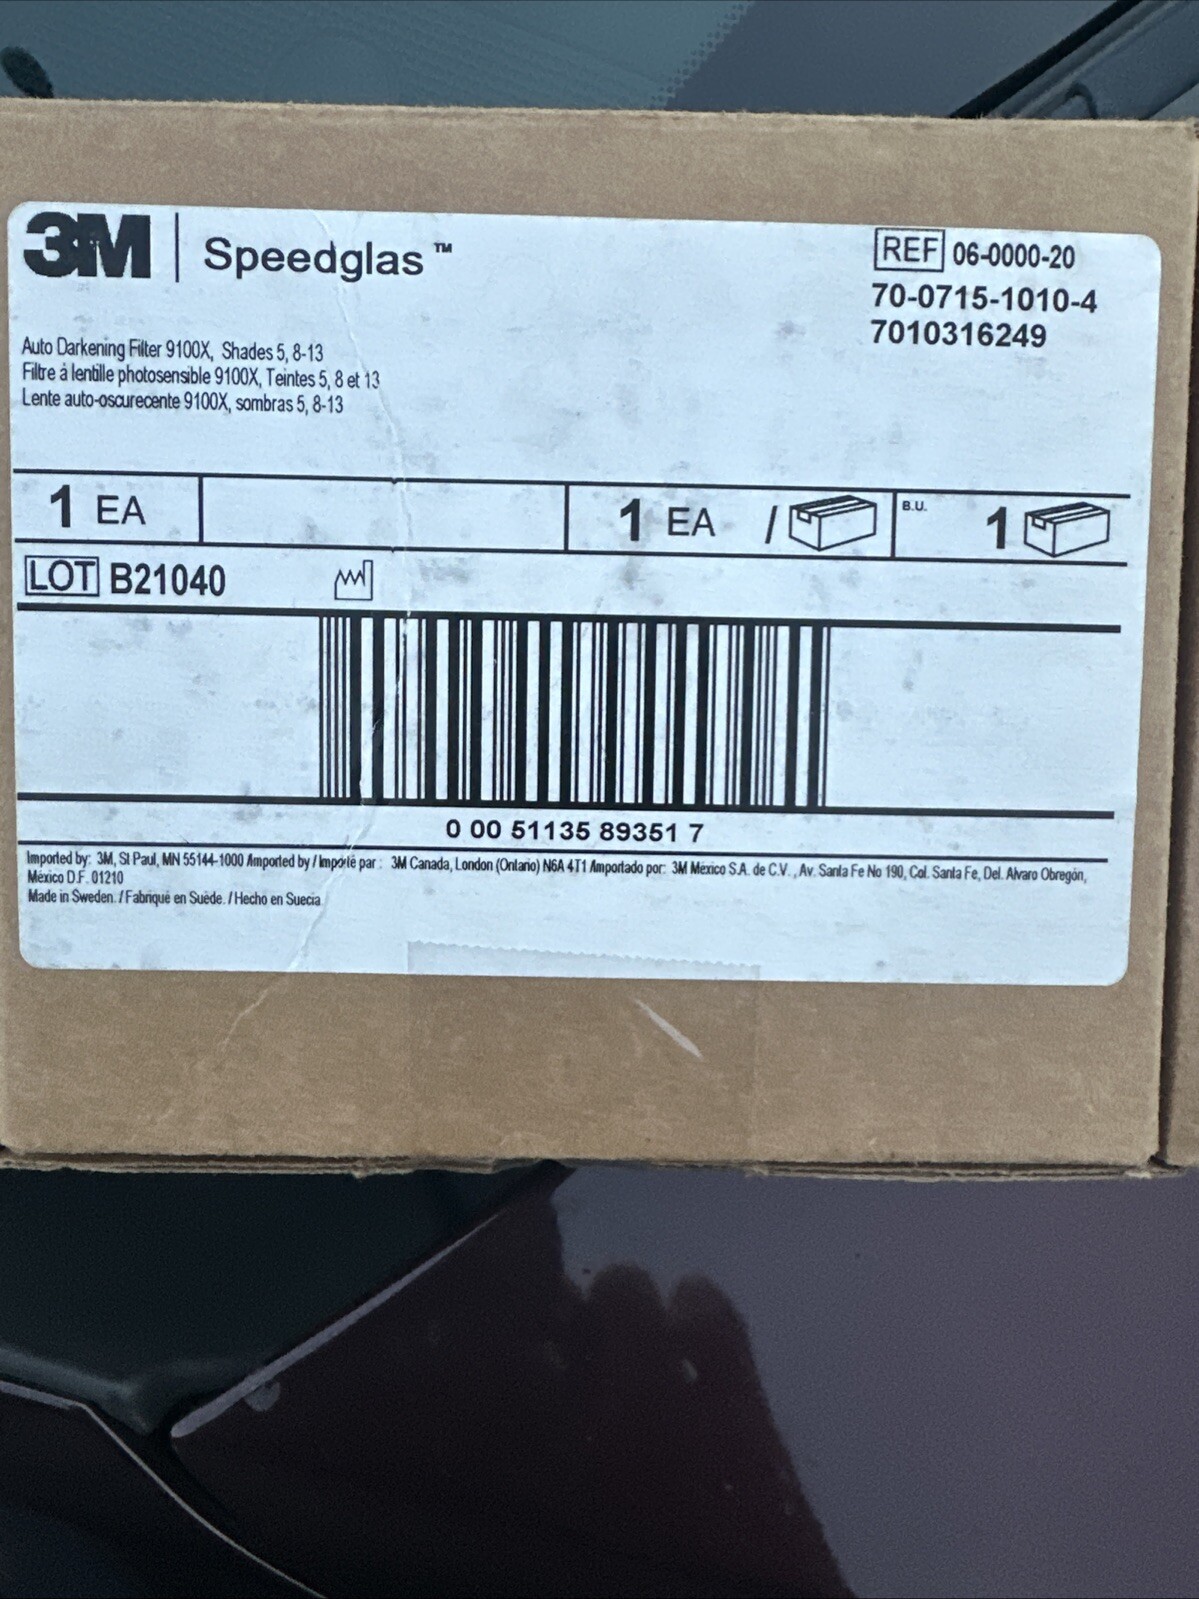 3M Speedglas™
REF 06-0000-20
70-0715-1010-4
7010316249
Auto Darkening Filter 9100X, Shades 5, 8-13
Filtre à lentille photosensible 9100X, Teintes 5, 8 et 13
Lente auto-oscurecente 9100X, sombras 5, 8-13
1 EA 1 EA / B.U. 1
LOT B21040
0 00 51135 89351 7
Imported by: 3M, St Paul, MN 55144-1000 /Imported by / Importé par : 3M Canada, London (Ontario) N6A 4T1 /Importado por: 3M Mexico S.A. de C.V. , Av. Santa Fe No 190, Col. Santa Fe, Del. Alvaro Obregón,
México D.F. 01210
Made in Sweden. / Fabriqué en Suède. / Hecho en Suecia